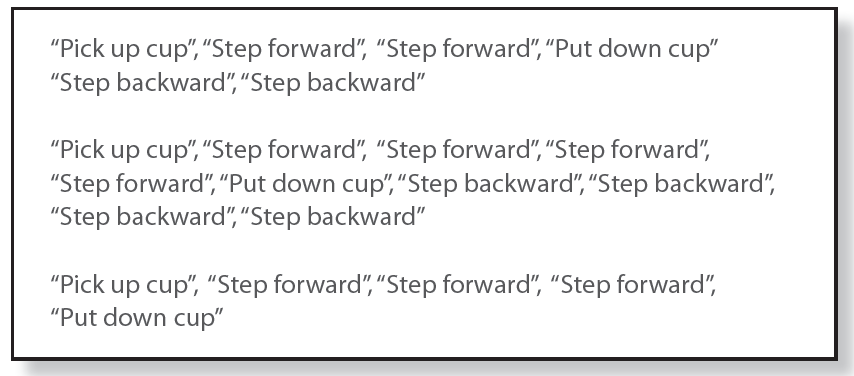 “Pick up cup”, “Step forward”, “Step forward”, “Put down cup”
“Step backward”, “Step backward”
“Pick up cup”, “Step forward”, “Step forward”, “Step forward”,
“Step forward”, “Put down cup”, “Step backward”, “Step backward”,
“Step backward”, “Step backward”
“Pick up cup”, “Step forward”, “Step forward”, “Step forward”,
“Put down cup”